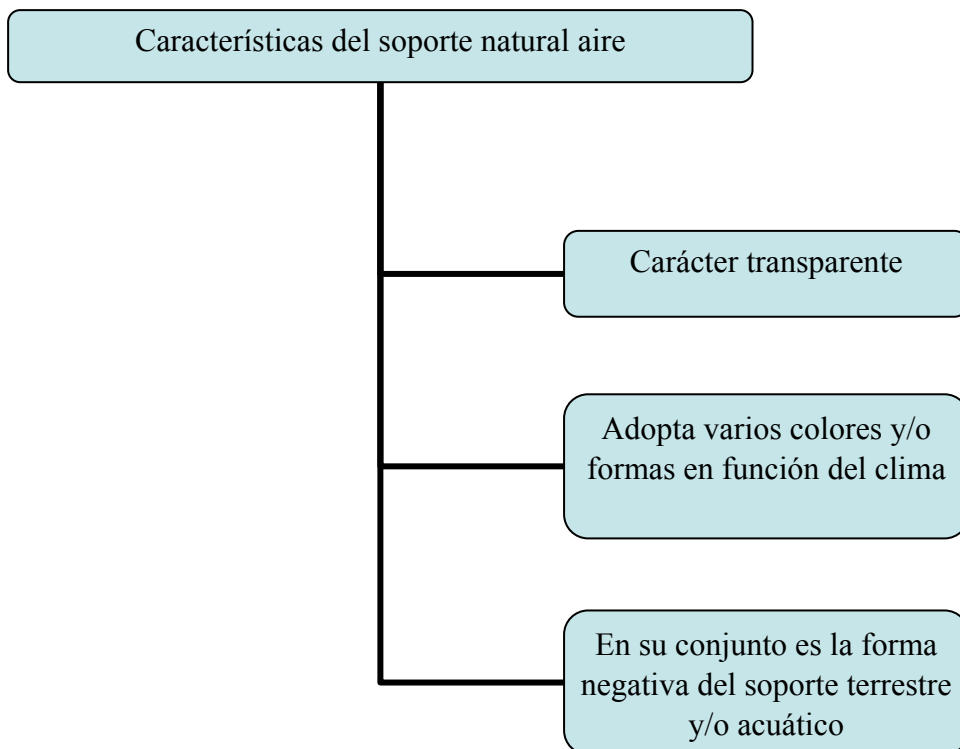 Características del soporte natural aire
Carácter transparente
Adopta varios colores y/o
formas en función del clima
En su conjunto es la forma
negativa del soporte terrestre
y/o acuático